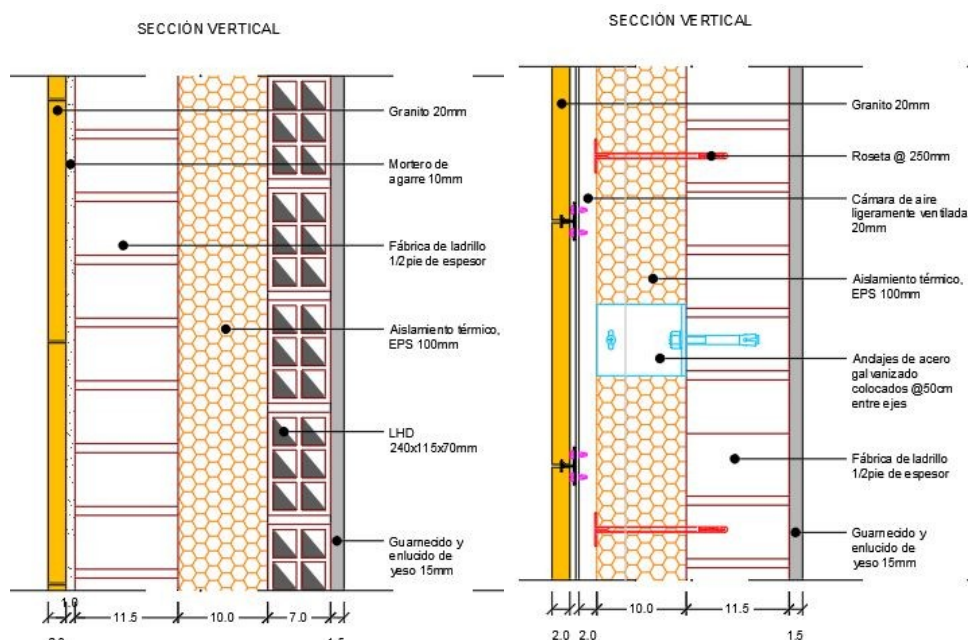 SECCIÓN VERTICAL
Granito 20mm
Mortero de
agarre 10mm
Fábrica de ladrillo
1/2pie de espesor
Aislamiento térmico,
EPS 100mm
LHD
240x115x70mm
Guarnecido y
enlucido de
yeso 15mm
1.0
11.5
10.0
7.0
2.0
1.5
SECCIÓN VERTICAL
Granito 20mm
Roseta @ 250mm
Cámara de aire
ligeramente ventilada
20mm
Aislamiento térmico,
EPS 100mm
Andajes de acero
galvanizado
colocados @50cm
entre ejes
Fábrica de ladrillo
1/2pie de espesor
Guarnecido y
enlucido de
yeso 15mm
10.0
11.5
2.0
2.0
1.5